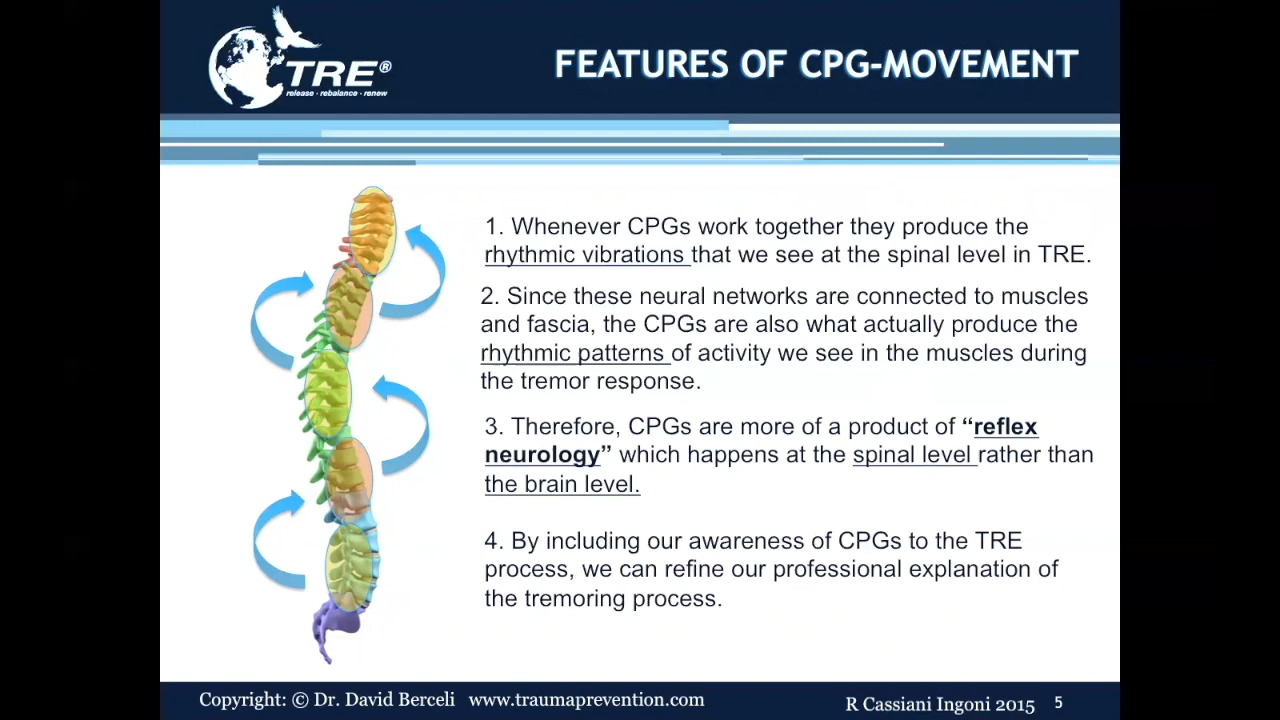 TRE®
release · rebalance · renew
FEATURES OF CPG-MOVEMENT
1. Whenever CPGs work together they produce the
rhythmic vibrations that we see at the spinal level in TRE.
2. Since these neural networks are connected to muscles
and fascia, the CPGs are also what actually produce the
rhythmic patterns of activity we see in the muscles during
the tremor response.
3. Therefore, CPGs are more of a product of “reflex
neurology” which happens at the spinal level rather than
the brain level.
4. By including our awareness of CPGs to the TRE
process, we can refine our professional explanation of
the tremoring process.
Copyright: © Dr. David Berceli www.traumaprevention.com
R Cassiani Ingoni 2015 5